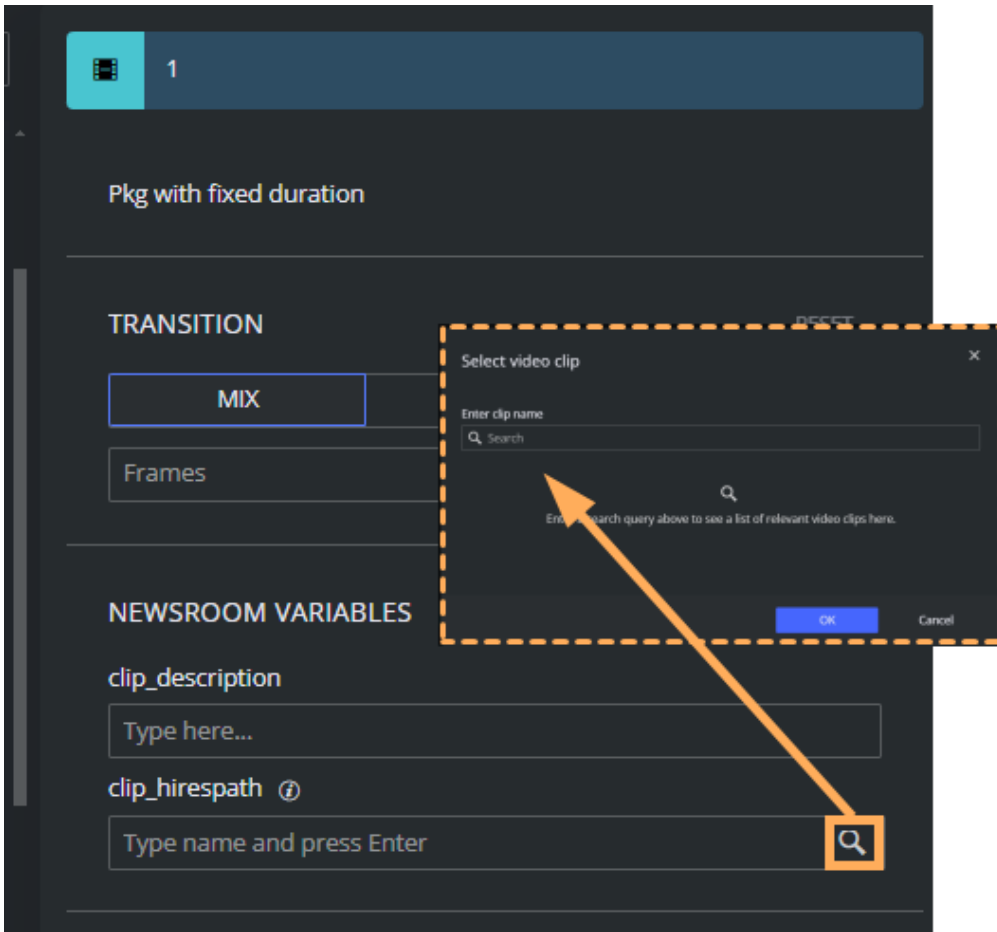 1
Pkg with fixed duration
TRANSITION
MIX
Frames
Select video clip
Enter clip name
Search
search query above to see a list of relevant video clips here.
OK Cancel
NEWSROOM VARIABLES
clip_description
Type here...
clip_hirespath
Type name and press Enter